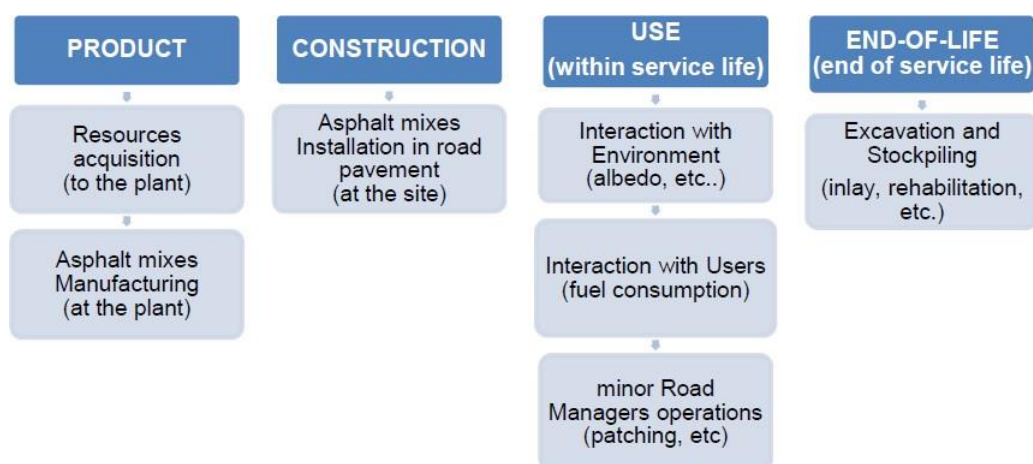 PRODUCT
Resources
acquisition
(to the plant)
Asphalt mixes
Manufacturing
(at the plant)
CONSTRUCTION
Asphalt mixes
Installation in road
pavement
(at the site)
USE
(within service life)
Interaction with
Environment
(albedo, etc..)
Interaction with Users
(fuel consumption)
minor Road
Managers operations
(patching, etc)
END-OF-LIFE
(end of service life)
Excavation and
Stockpiling
(inlay, rehabilitation,
etc.)